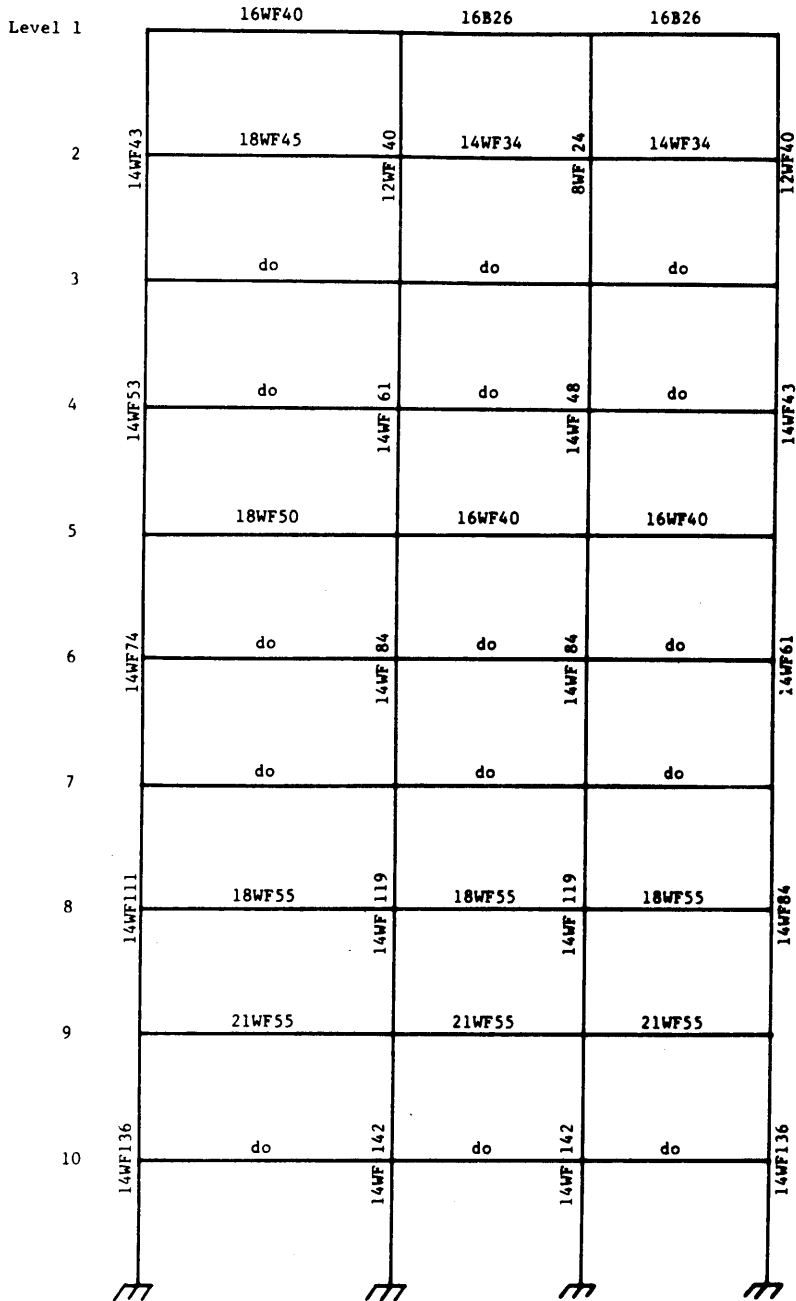 16WF40 16B26 16B26
Level 1
14WF43 18WF45 12WF 40 14WF34 8WF 24 14WF34 12WF40
2
do do do
3
14WF53 do 14WF 61 do 14WF 48 do 14WF43
4
18WF50 16WF40 16WF40
5
14WF74 do 14WF 84 do 14WF 84 do 14WF61
6
do do do
7
14WF111 18WF55 14WF 119 18WF55 14WF 119 18WF55 14WF84
8
21WF55 21WF55 21WF55
9
14WF136 do 14WF 142 do 14WF 142 do 14WF136
10